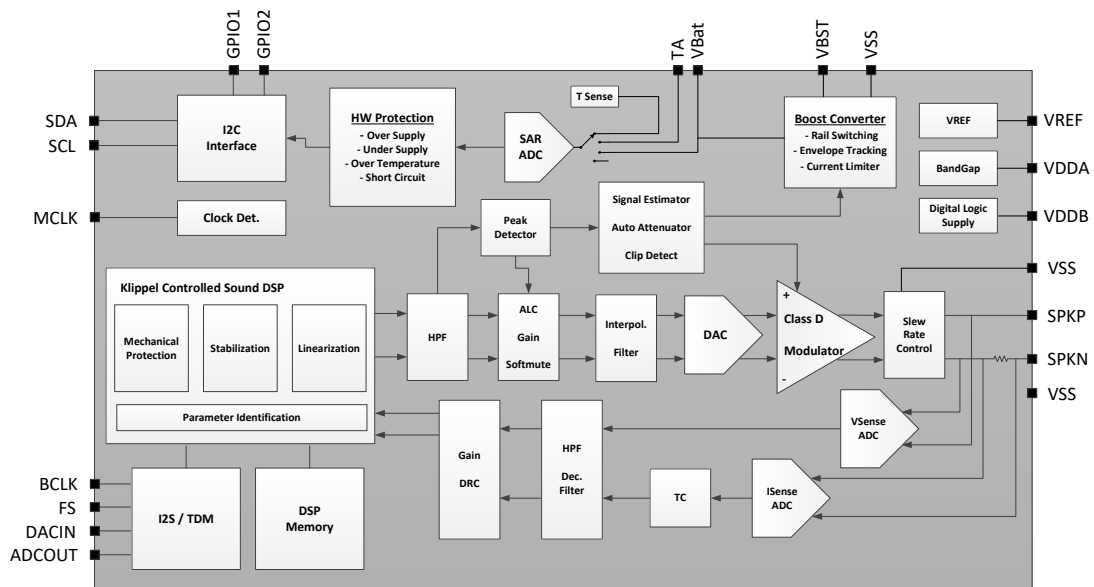 GPIO1
GPIO2
TA
VBat
VBST
VSS
SDA
SCL
MCLK
BCLK
FS
DACIN
ADCOUT
I2C
Interface
HW Protection
- Over Supply
- Under Supply
- Over Temperature
- Short Circuit
SAR
ADC
T Sense
Boost Converter
- Rail Switching
- Envelope Tracking
- Current Limiter
VREF
VREF
BandGap
VDDA
Digital Logic
Supply
VDDB
Clock Det.
Peak
Detector
Signal Estimator
Auto Attenuator
Clip Detect
Klippel Controlled Sound DSP
Mechanical
Protection
Stabilization
Linearization
Parameter Identification
HPF
ALC
Gain
Softmute
Interpol.
Filter
DAC
+
Class D
Modulator
-
Slew
Rate
Control
VSS
SPKP
SPKN
VSS
VSense
ADC
ISense
ADC
TC
HPF
Dec.
Filter
Gain
DRC
I2S / TDM
DSP
Memory